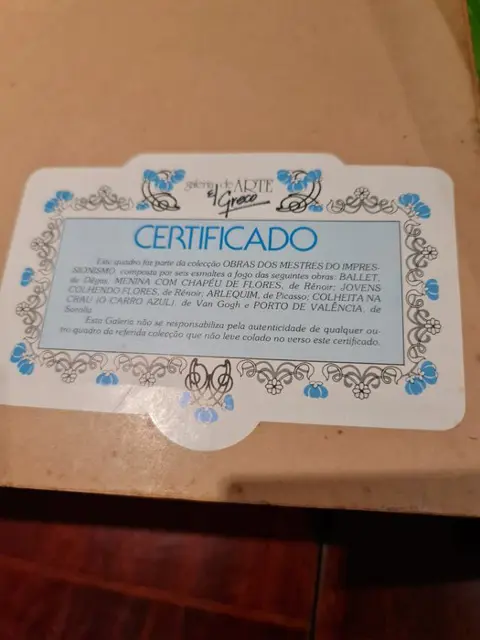 galeria de ARTE
El Greco
CERTIFICADO
Este quadro faz parte da colecção OBRAS DOS MESTRES DO IMPRES-
SIONISMO, composta por seis esmaltes a fogo das seguintes obras: BALLET,
de Dégas, MENINA COM CHAPÉU DE FLORES, de Rénoir; JOVENS
COLHENDO FLORES, de Rénoir; ARLEQUIM, de Picasso; COLHEITA NA
CRAU (O CARRO AZUL), de Van Gogh e PORTO DE VALÊNCIA, de
Sorolla.
Esta Galeria não se responsabiliza pela autenticidade de qualquer ou-
tro quadro da referida colecção que não leve colado no verso este certificado.